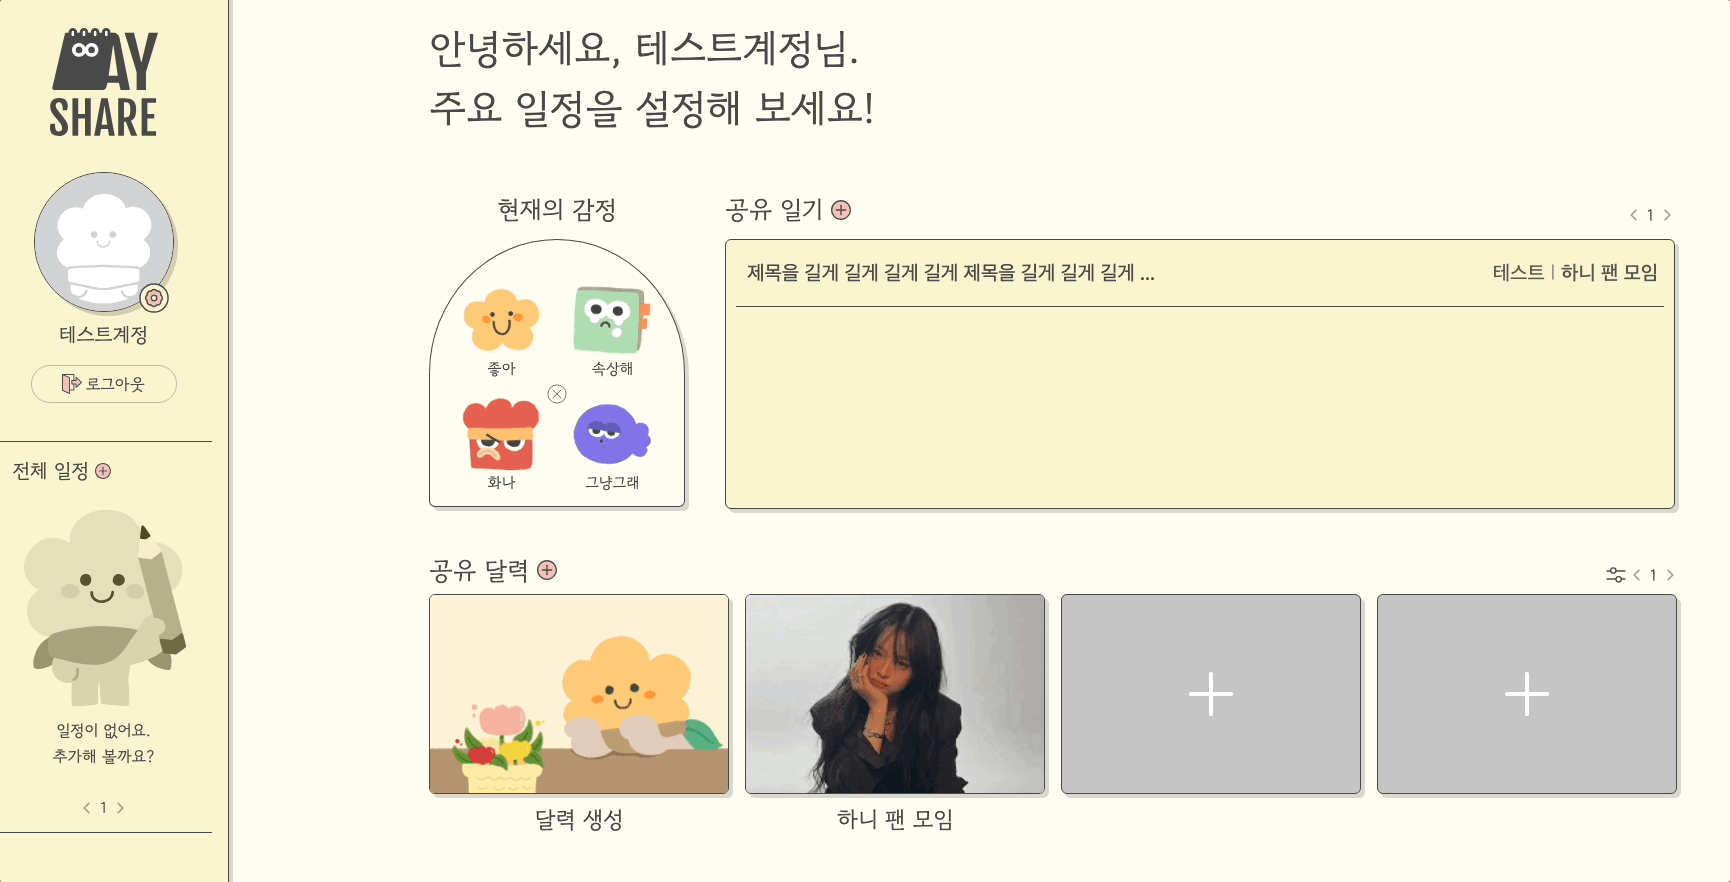 AY
SHARE
테스트계정
로그아웃
전체 일정
일정이 없어요.
추가해 볼까요?
< 1 >
안녕하세요, 테스트계정님.
주요 일정을 설정해 보세요!
현재의 감정
좋아
속상해
화나
그냥그래
공유 일기
< 1 >
제목을 길게 길게 길게 길게 제목을 길게 길게 길게 ...
테스트 | 하니 팬 모임
공유 달력
< 1 >
달력 생성
하니 팬 모임